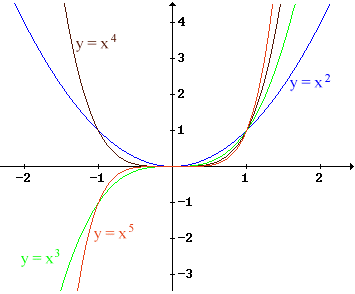 4
y = x⁴
3
y = x²
2
1
-2 -1 1 2
-1
y = x⁵
-2
y = x³
-3